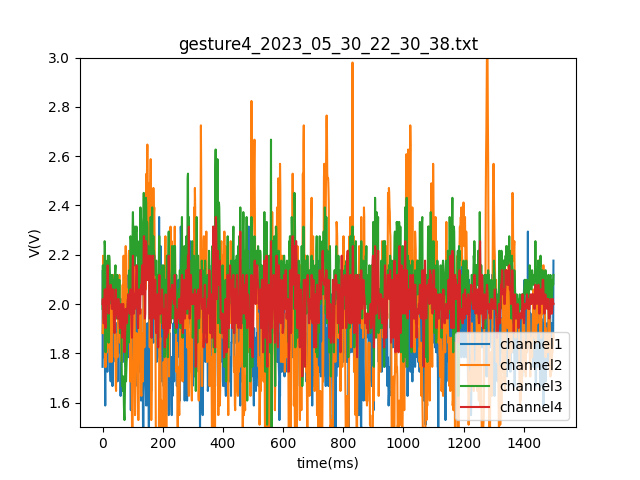 gesture4_2023_05_30_22_30_38.txt
3.0
2.8
2.6
2.4
2.2
2.0
1.8
1.6
V(V)
channel1
channel2
channel3
channel4
0 200 400 600 800 1000 1200 1400
time(ms)